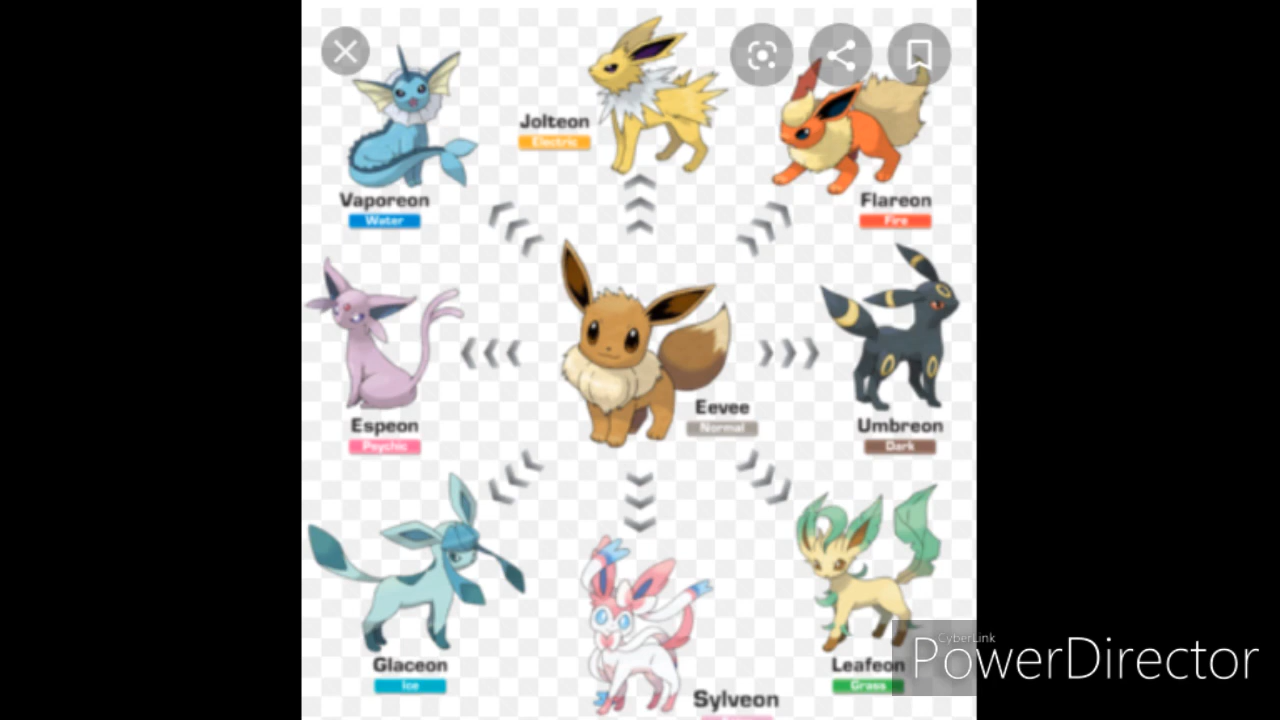 Jolteon
Electric
Vaporeon
Water
Flareon
Fire
Eevee
Normal
Espeon
Psychic
Umbreon
Dark
Glaceon
Ice
Leafeon
Grass
Sylveon
CyberLink
PowerDirector